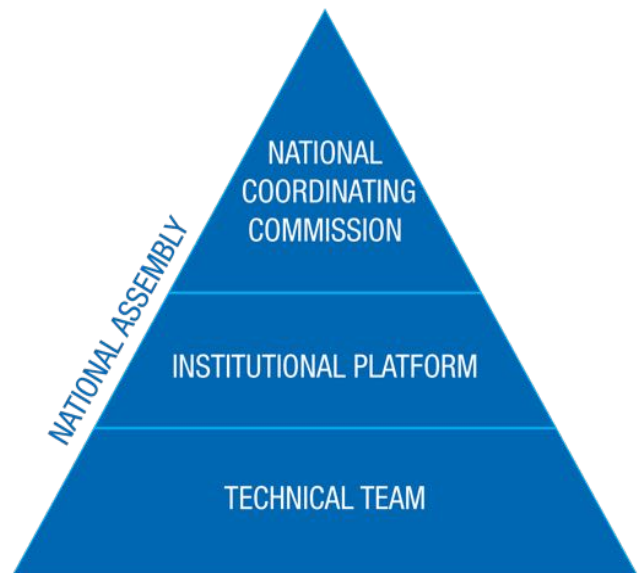 NATIONAL
COORDINATING
COMMISSION
NATIONAL ASSEMBLY
INSTITUTIONAL PLATFORM
TECHNICAL TEAM